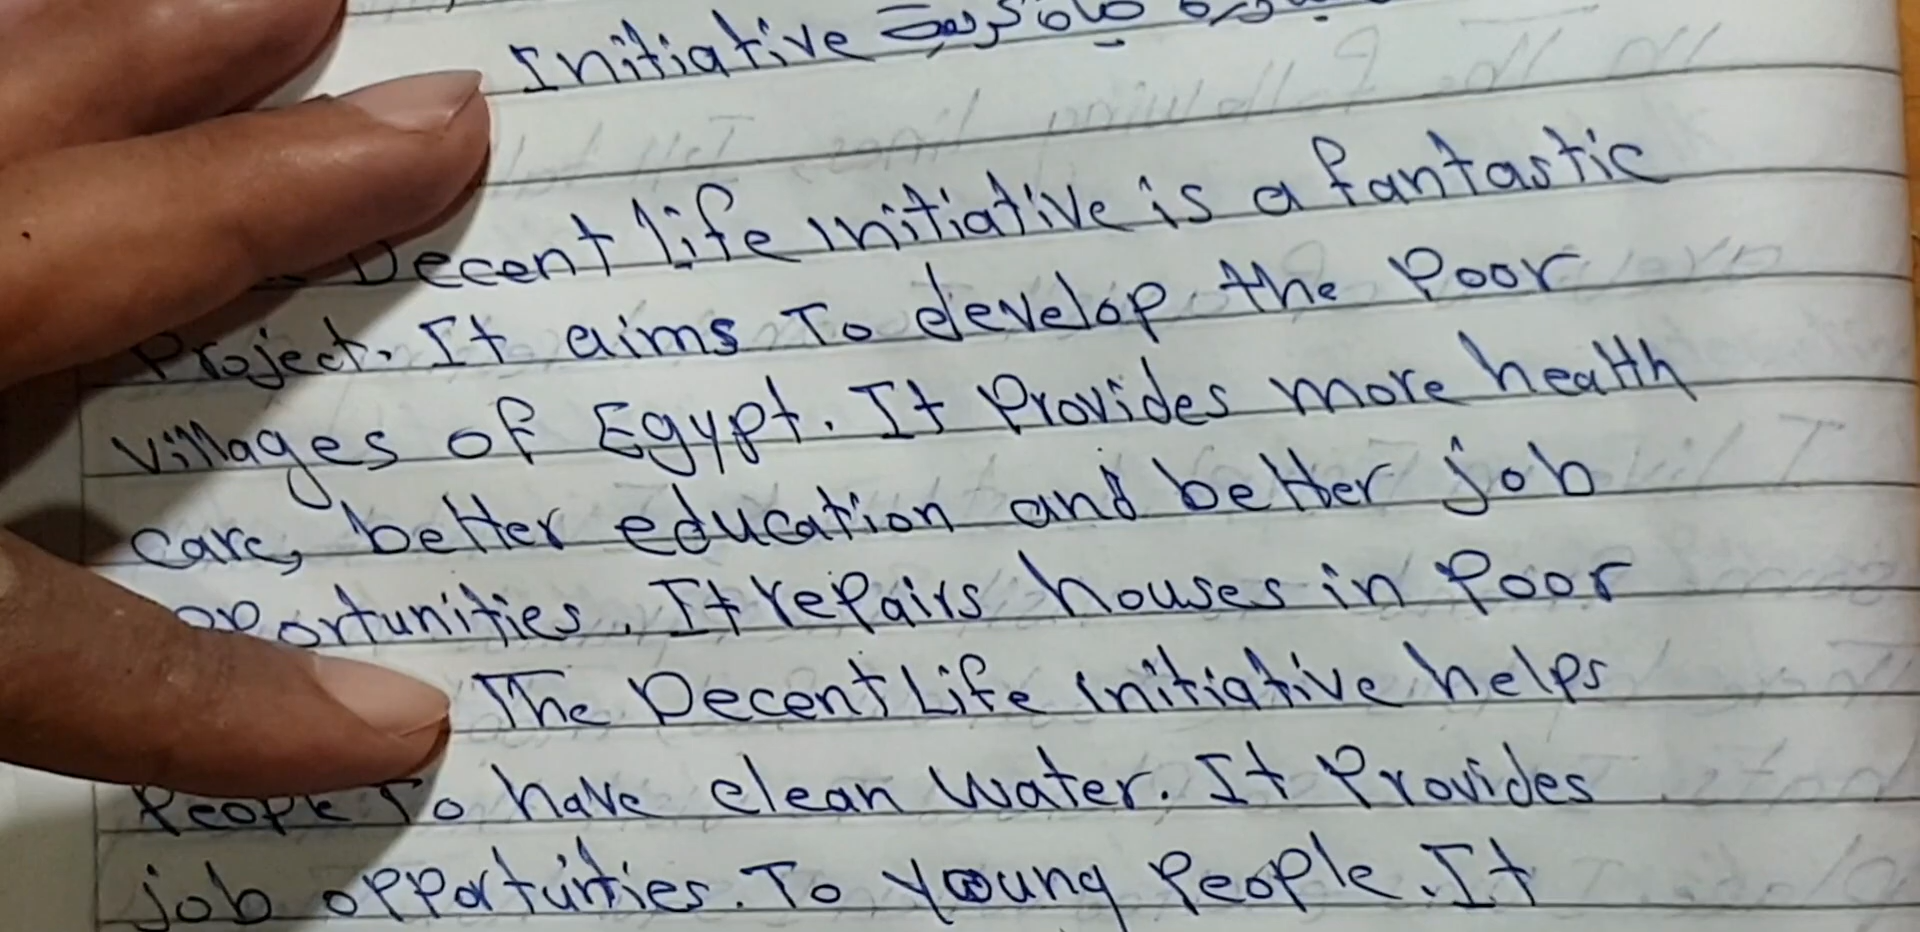 Initiative
Decent life initiative is a fantastic
Project. It aims To develop the Poor
villages of Egypt. It Provides more health
care, better education and better job
opportunities. It repairs houses in Poor
The Decent Life initiative helps
People To have clean water. It Provides
job opportuities. To young People. It